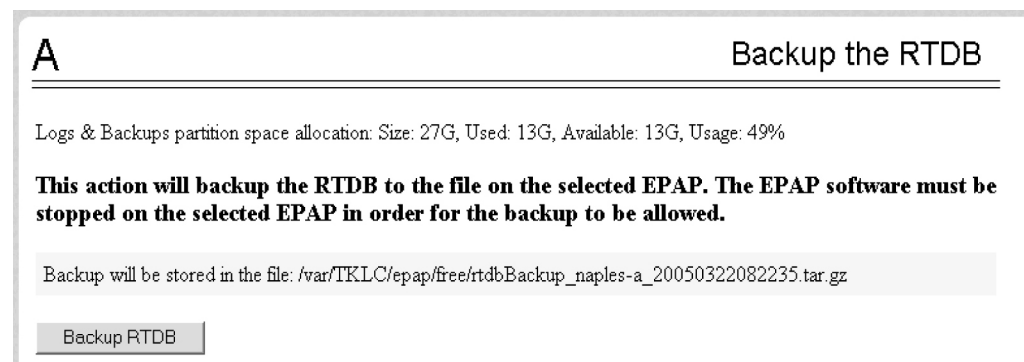 A
Backup the RTDB
Logs & Backups partition space allocation: Size: 27G, Used: 13G, Available: 13G, Usage: 49%
This action will backup the RTDB to the file on the selected EPAP. The EPAP software must be
stopped on the selected EPAP in order for the backup to be allowed.
Backup will be stored in the file: /var/TKLC/epap/free/rtdbBackup_naples-a_20050322082235.tar.gz
Backup RTDB